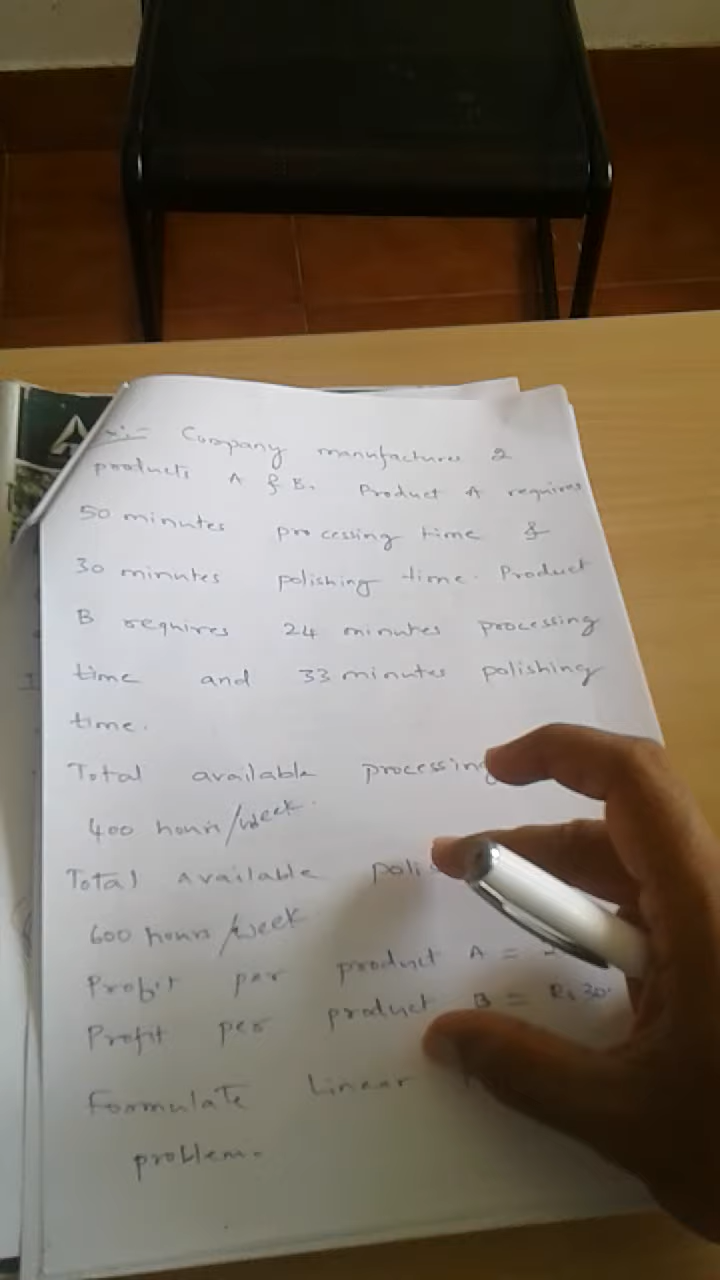 Company manufactures 2
products A & B. Product A requires
50 minutes processing time &
30 minutes polishing time. Product
B requires 24 minutes processing
time and 33 minutes polishing
time.
Total available processing
400 hours/week.
Total Available
600 hours/week
Profit per product A =
Profit per product B = Rs 30.
Formulate Linear
problem.